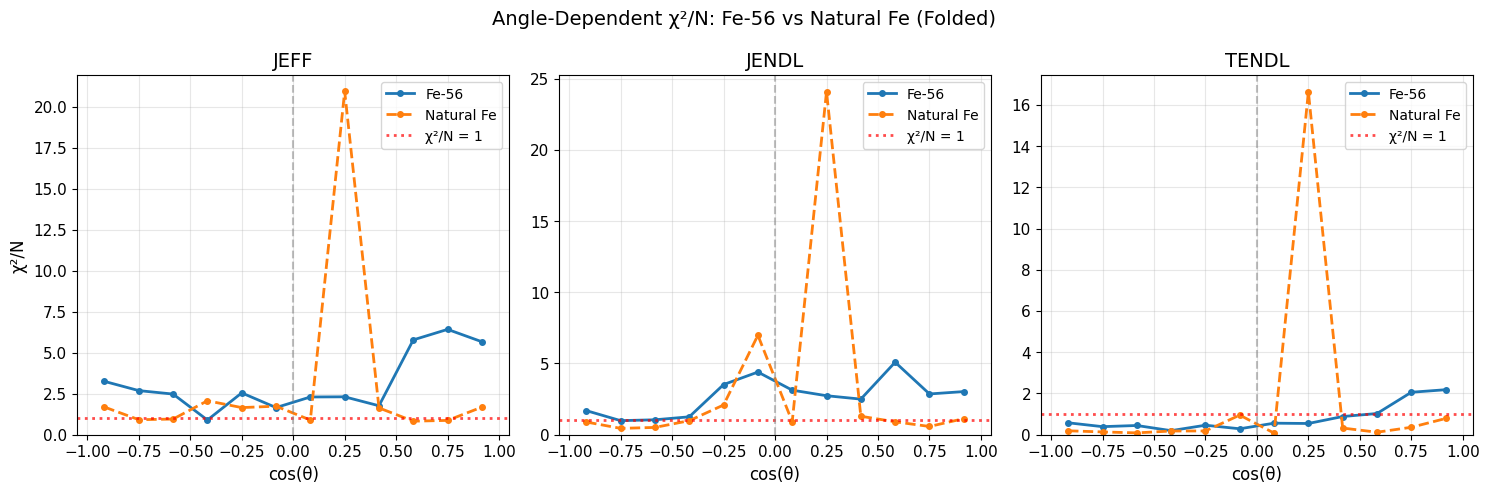 Angle-Dependent χ²/N: Fe-56 vs Natural Fe (Folded)
JEFF
Fe-56
Natural Fe
χ²/N = 1
20.0
17.5
15.0
12.5
10.0
7.5
5.0
2.5
0.0
χ²/N
−1.00 −0.75 −0.50 −0.25 0.00 0.25 0.50 0.75 1.00
cos(θ)
JENDL
Fe-56
Natural Fe
χ²/N = 1
25
20
15
10
5
0
−1.00 −0.75 −0.50 −0.25 0.00 0.25 0.50 0.75 1.00
cos(θ)
TENDL
Fe-56
Natural Fe
χ²/N = 1
16
14
12
10
8
6
4
2
0
−1.00 −0.75 −0.50 −0.25 0.00 0.25 0.50 0.75 1.00
cos(θ)